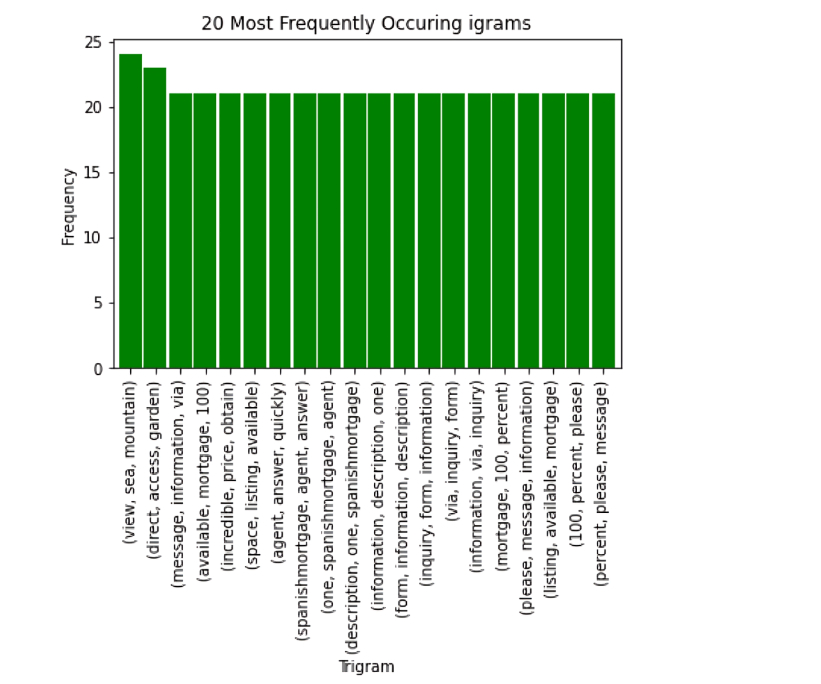 20 Most Frequently Occuring igrams
25
20
15
10
5
0
Frequency
(view, sea, mountain)
(direct, access, garden)
(message, information, via)
(available, mortgage, 100)
(incredible, price, obtain)
(space, listing, available)
(agent, answer, quickly)
(spanishmortgage, agent, answer)
(one, spanishmortgage, agent)
(description, one, spanishmortgage)
(information, description, one)
(form, information, description)
(inquiry, form, information)
(via, inquiry, form)
(information, via, inquiry)
(mortgage, 100, percent)
(please, message, information)
(listing, available, mortgage)
(100, percent, please)
(percent, please, message)
Trigram